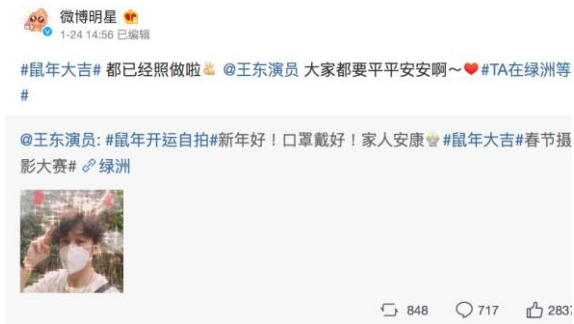 微博明星
1-24 14:56 已编辑
#鼠年大吉# 都已经照做啦 @王东演员 大家都要平平安安啊～#TA在绿洲等
#
@王东演员: #鼠年开运自拍#新年好！口罩戴好！家人安康 #鼠年大吉#春节摄
影大赛# 绿洲
848 717 2837